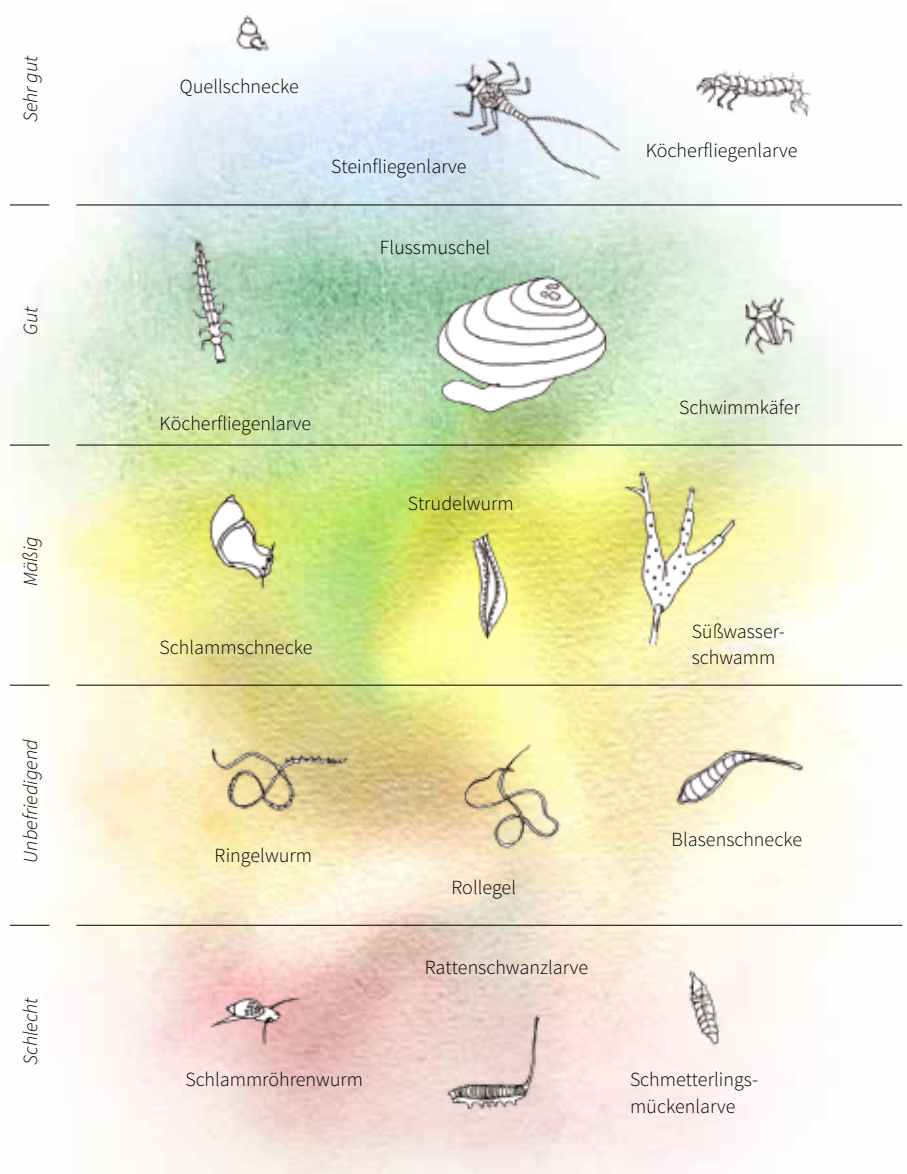 Sehr gut
Quellschnecke
Steinfliegenlarve
Köcherfliegenlarve
Gut
Flussmuschel
Köcherfliegenlarve
Schwimmkäfer
Mäßig
Strudelwurm
Schlammschnecke
Süßwasser-
schwamm
Unbefriedigend
Ringelwurm
Rollegel
Blasenschnecke
Schlecht
Rattenschwanzlarve
Schlammröhrenwurm
Schmetterlings-
mückenlarve